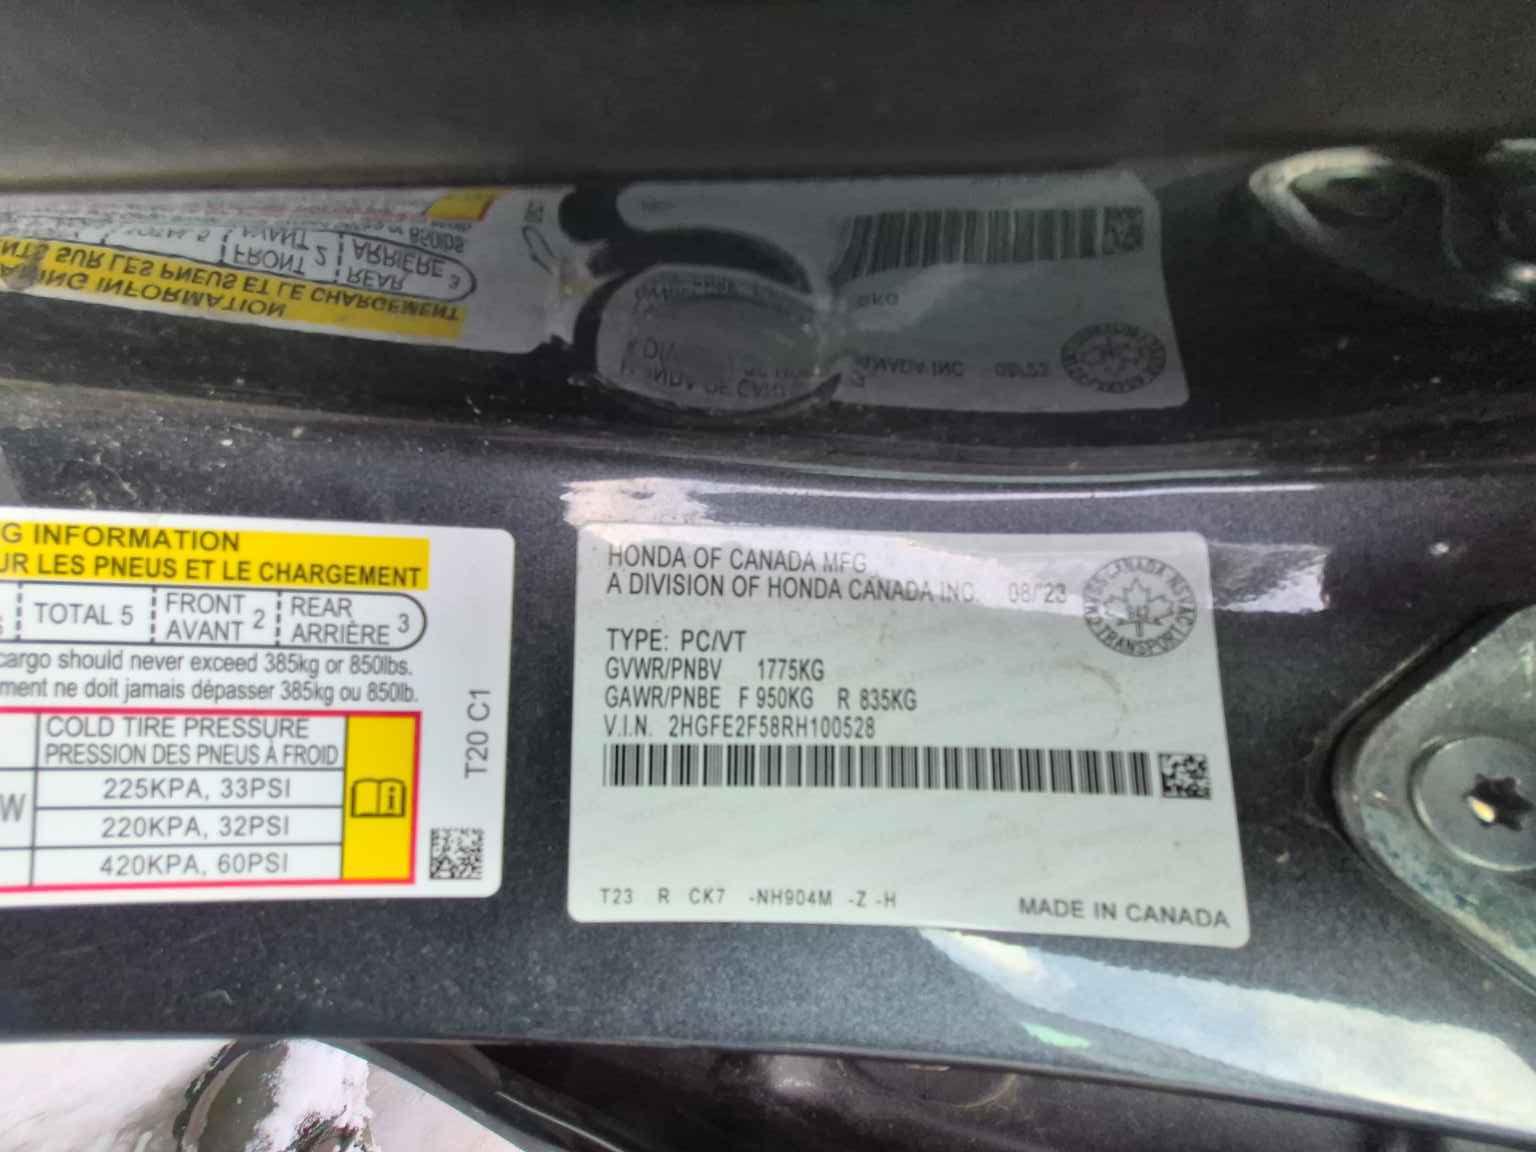 G INFORMATION
UR LES PNEUS ET LE CHARGEMENT
TOTAL 5
FRONT
AVANT 2
REAR
ARRIÈRE 3
cargo should never exceed 385kg or 850lbs.
ment ne doit jamais dépasser 385kg ou 850lb.
COLD TIRE PRESSURE
PRESSION DES PNEUS À FROID
W
225KPA, 33PSI
220KPA, 32PSI
420KPA, 60PSI
T20 C1
HONDA OF CANADA MFG
A DIVISION OF HONDA CANADA INC. 08/'23
CANADA
TRANSPORT
TYPE: PC/VT
GVWR/PNBV 1775KG
GAWR/PNBE F 950KG R 835KG
V.I.N. 2HGFE2F58RH100528
T23 R CK7 -NH904M -Z -H
MADE IN CANADA